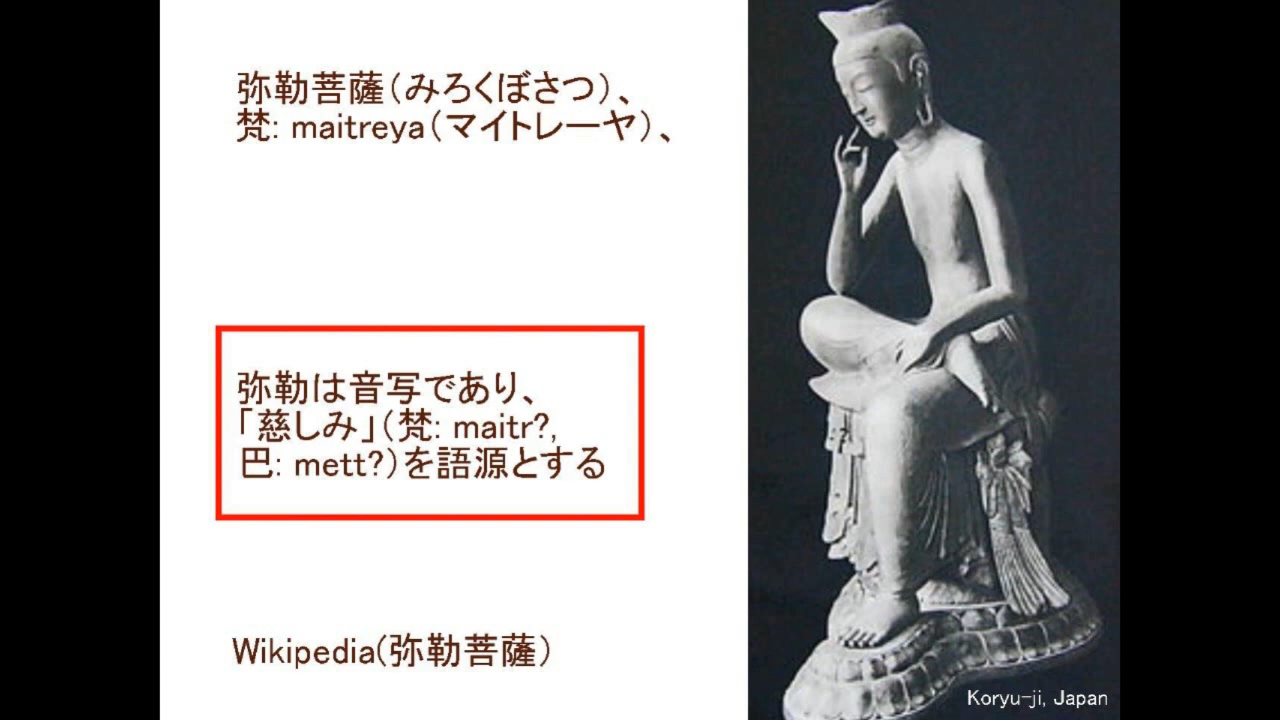 弥勒菩薩（みろくぼさつ）、
梵: maitreya（マイトレーヤ）、
弥勒は音写であり、
「慈しみ」（梵: maitr?,
巴: mett?）を語源とする
Wikipedia(弥勒菩薩）
Koryu-ji, Japan